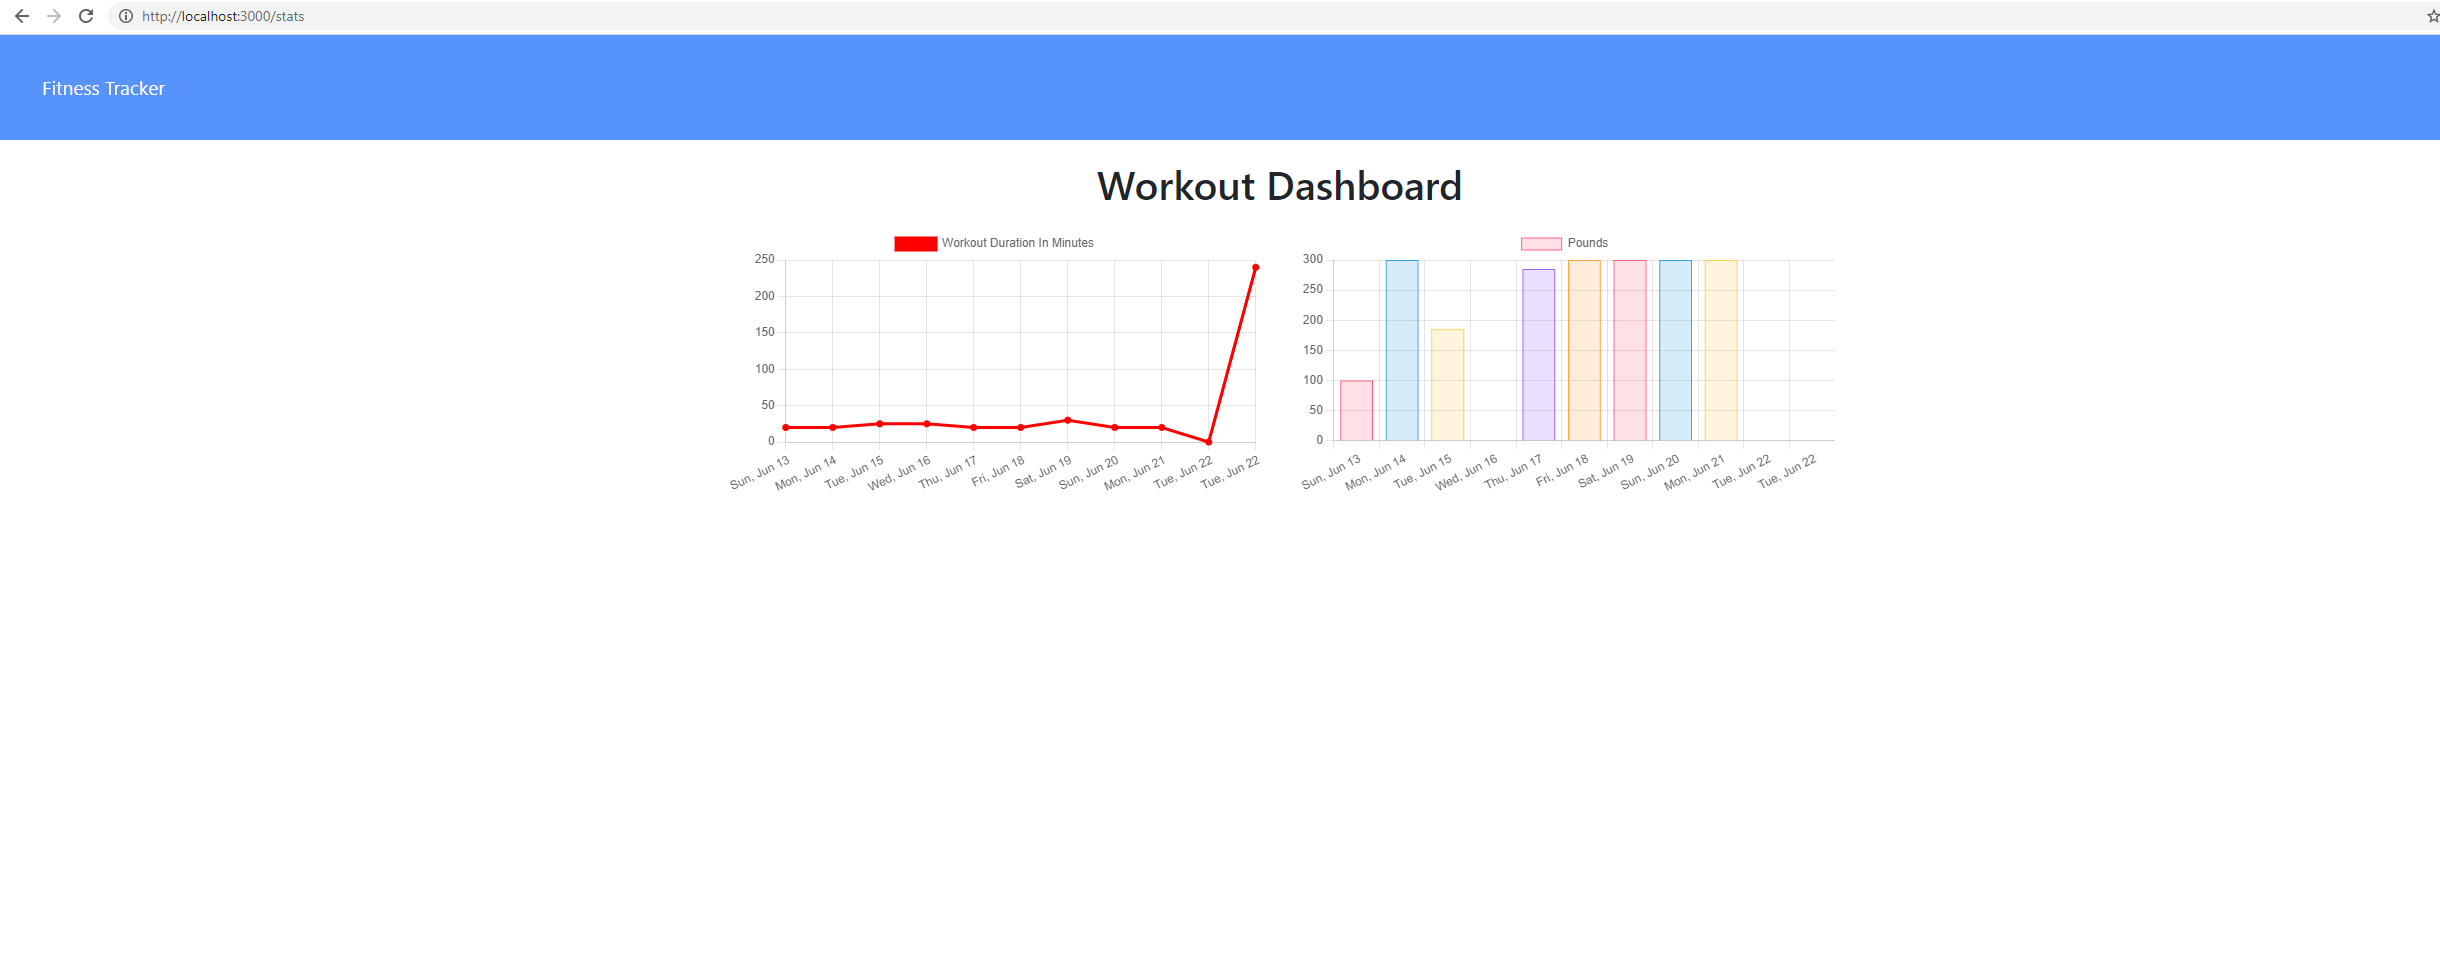 http://localhost:3000/stats
Fitness Tracker
Workout Dashboard
Workout Duration In Minutes
250
200
150
100
50
0
Sun, Jun 13
Mon, Jun 14
Tue, Jun 15
Wed, Jun 16
Thu, Jun 17
Fri, Jun 18
Sat, Jun 19
Sun, Jun 20
Mon, Jun 21
Tue, Jun 22
Tue, Jun 22
Pounds
300
250
200
150
100
50
0
Sun, Jun 13
Mon, Jun 14
Tue, Jun 15
Wed, Jun 16
Thu, Jun 17
Fri, Jun 18
Sat, Jun 19
Sun, Jun 20
Mon, Jun 21
Tue, Jun 22
Tue, Jun 22